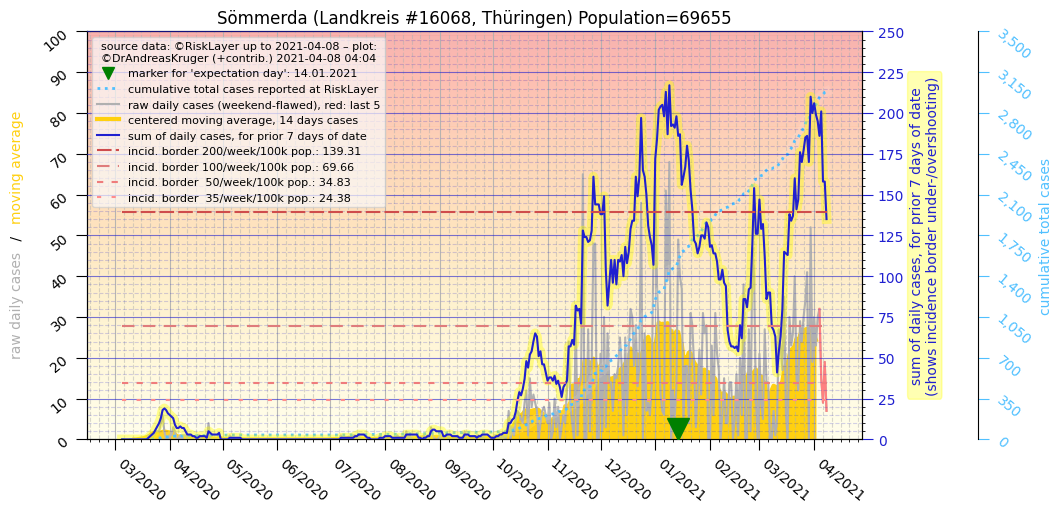 Sömmerda (Landkreis #16068, Thüringen) Population=69655
source data: ©RiskLayer up to 2021-04-08 – plot:
©DrAndreasKruger (+contrib.) 2021-04-08 04:04
marker for 'expectation day': 14.01.2021
cumulative total cases reported at RiskLayer
raw daily cases (weekend-flawed), red: last 5
centered moving average, 14 days cases
sum of daily cases, for prior 7 days of date
incid. border 200/week/100k pop.: 139.31
incid. border 100/week/100k pop.: 69.66
incid. border  50/week/100k pop.: 34.83
incid. border  35/week/100k pop.: 24.38
raw daily cases / moving average
100
90
80
70
60
50
40
30
20
10
0
03/2020
04/2020
05/2020
06/2020
07/2020
08/2020
09/2020
10/2020
11/2020
12/2020
01/2021
02/2021
03/2021
04/2021
250
225
200
175
150
125
100
75
50
25
0
sum of daily cases, for prior 7 days of date
(shows incidence border under-/overshooting)
3,500
3,150
2,800
2,450
2,100
1,750
1,400
1,050
700
350
0
cumulative total cases